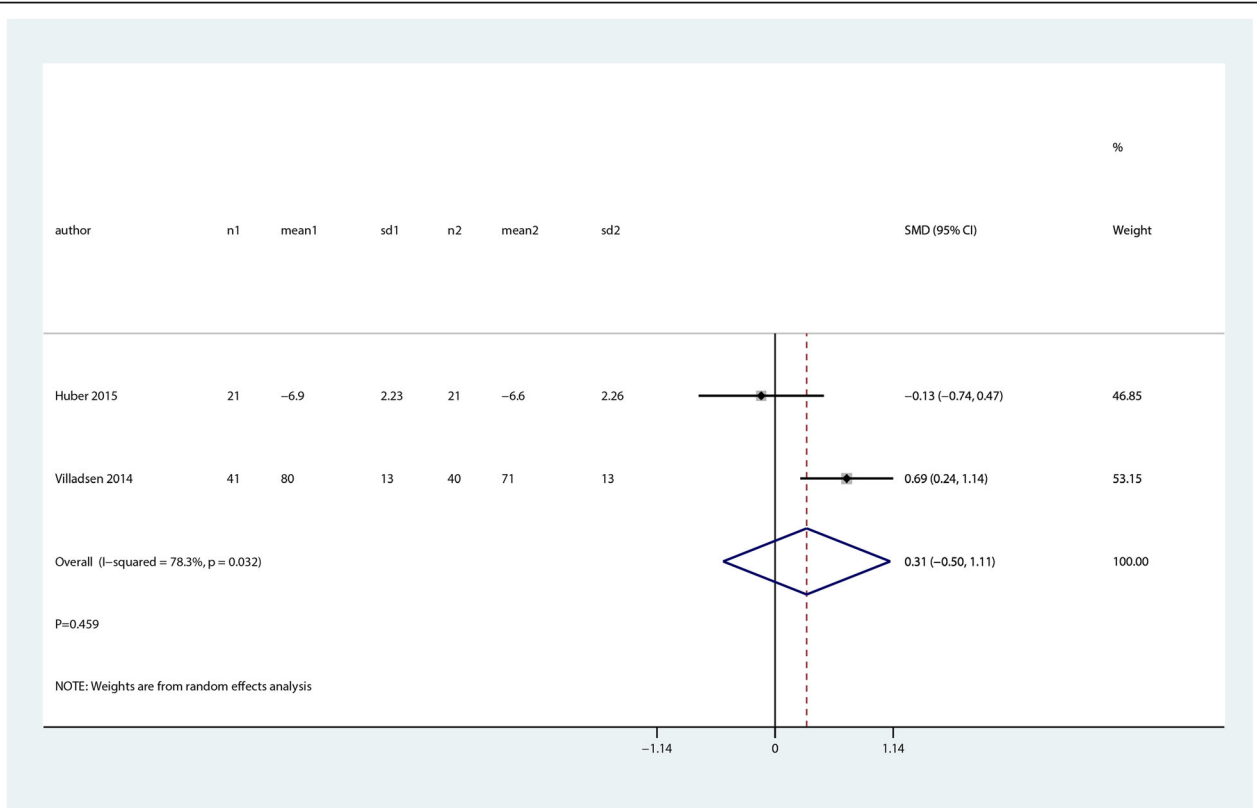 %
author n1 mean1 sd1 n2 mean2 sd2 SMD (95% CI) Weight
Huber 2015 21 −6.9 2.23 21 −6.6 2.26 −0.13 (−0.74, 0.47) 46.85
Villadsen 2014 41 80 13 40 71 13 0.69 (0.24, 1.14) 53.15
Overall (I−squared = 78.3%, p = 0.032) 0.31 (−0.50, 1.11) 100.00
P=0.459
NOTE: Weights are from random effects analysis
−1.14 0 1.14